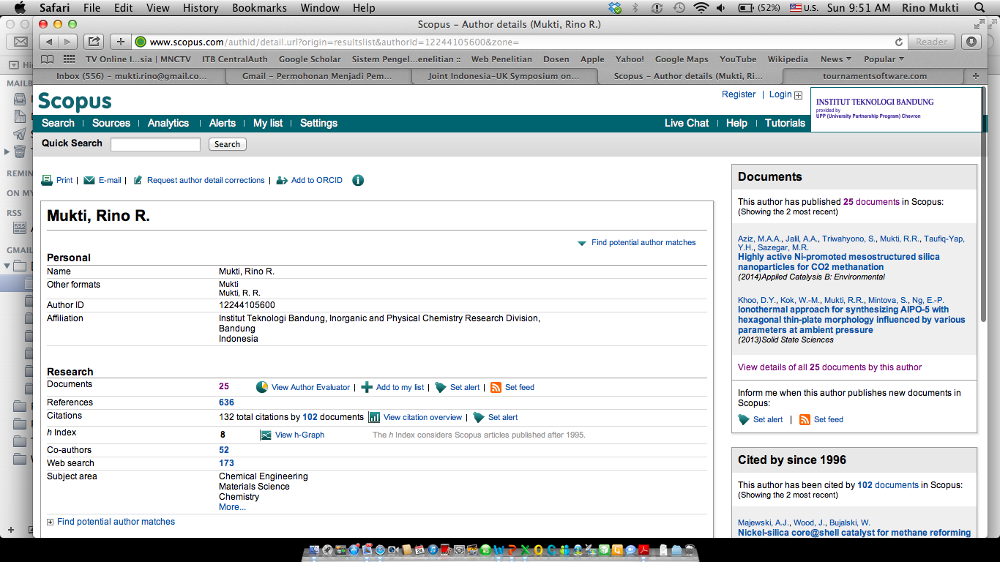 Safari File Edit View History Bookmarks Window Help (52%) U.S. Sun 9:51 AM Rino Mukti
Scopus – Author details (Mukti, Rino R.)
www.scopus.com/authid/detail.url?origin=resultslist&authorId=12244105600&zone= Reader
TV Online I...sia | MNCTV ITB CentralAuth Google Scholar Sistem Pengel...enelitian :: Web Penelitian Dosen Apple Yahoo! Google Maps YouTube Wikipedia News Popular
Inbox (556) – mukti.rino@gmail.co... Gmail – Permohonan Menjadi Pem... Joint Indonesia-UK Symposium on... Scopus – Author details (Mukti, Ri... tournamentsoftware.com
MAILB
REMIN
ON MY
RSS
GMAIL
Scopus
Register | Login
INSTITUT TEKNOLOGI BANDUNG
provided by
UPP (University Partnership Program) Chevron
Search | Sources | Analytics | Alerts | My list | Settings Live Chat | Help | Tutorials
Quick Search Search
Print | E-mail | Request author detail corrections | Add to ORCID
Mukti, Rino R.
Find potential author matches
Personal
Name Mukti, Rino R.
Other formats Mukti
Mukti, R. R.
Author ID 12244105600
Affiliation Institut Teknologi Bandung, Inorganic and Physical Chemistry Research Division,
Bandung
Indonesia
Research
Documents 25 View Author Evaluator | Add to my list | Set alert | Set feed
References 636
Citations 132 total citations by 102 documents View citation overview | Set alert
h Index 8 View h-Graph The h Index considers Scopus articles published after 1995.
Co-authors 52
Web search 173
Subject area Chemical Engineering
Materials Science
Chemistry
More...
Find potential author matches
Documents
This author has published 25 documents in Scopus:
(Showing the 2 most recent)
Aziz, M.A.A., Jalil, A.A., Triwahyono, S., Mukti, R.R., Taufiq-Yap,
Y.H., Sazegar, M.R.
Highly active Ni-promoted mesostructured silica
nanoparticles for CO2 methanation
(2014)Applied Catalysis B: Environmental
Khoo, D.Y., Kok, W.-M., Mukti, R.R., Mintova, S., Ng, E.-P.
Ionothermal approach for synthesizing AlPO-5 with
hexagonal thin-plate morphology influenced by various
parameters at ambient pressure
(2013)Solid State Sciences
View details of all 25 documents by this author
Inform me when this author publishes new documents in
Scopus:
Set alert | Set feed
Cited by since 1996
This author has been cited by 102 documents in Scopus:
(Showing the 2 most recent)
Majewski, A.J., Wood, J., Bujalski, W.
Nickel-silica core@shell catalyst for methane reforming